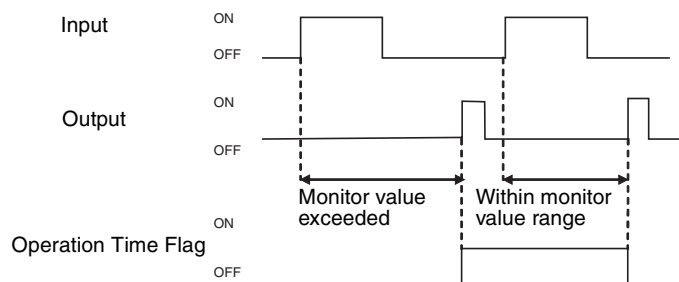 Input
ON
OFF
Output
ON
OFF
Monitor value
exceeded
Within monitor
value range
Operation Time Flag
ON
OFF